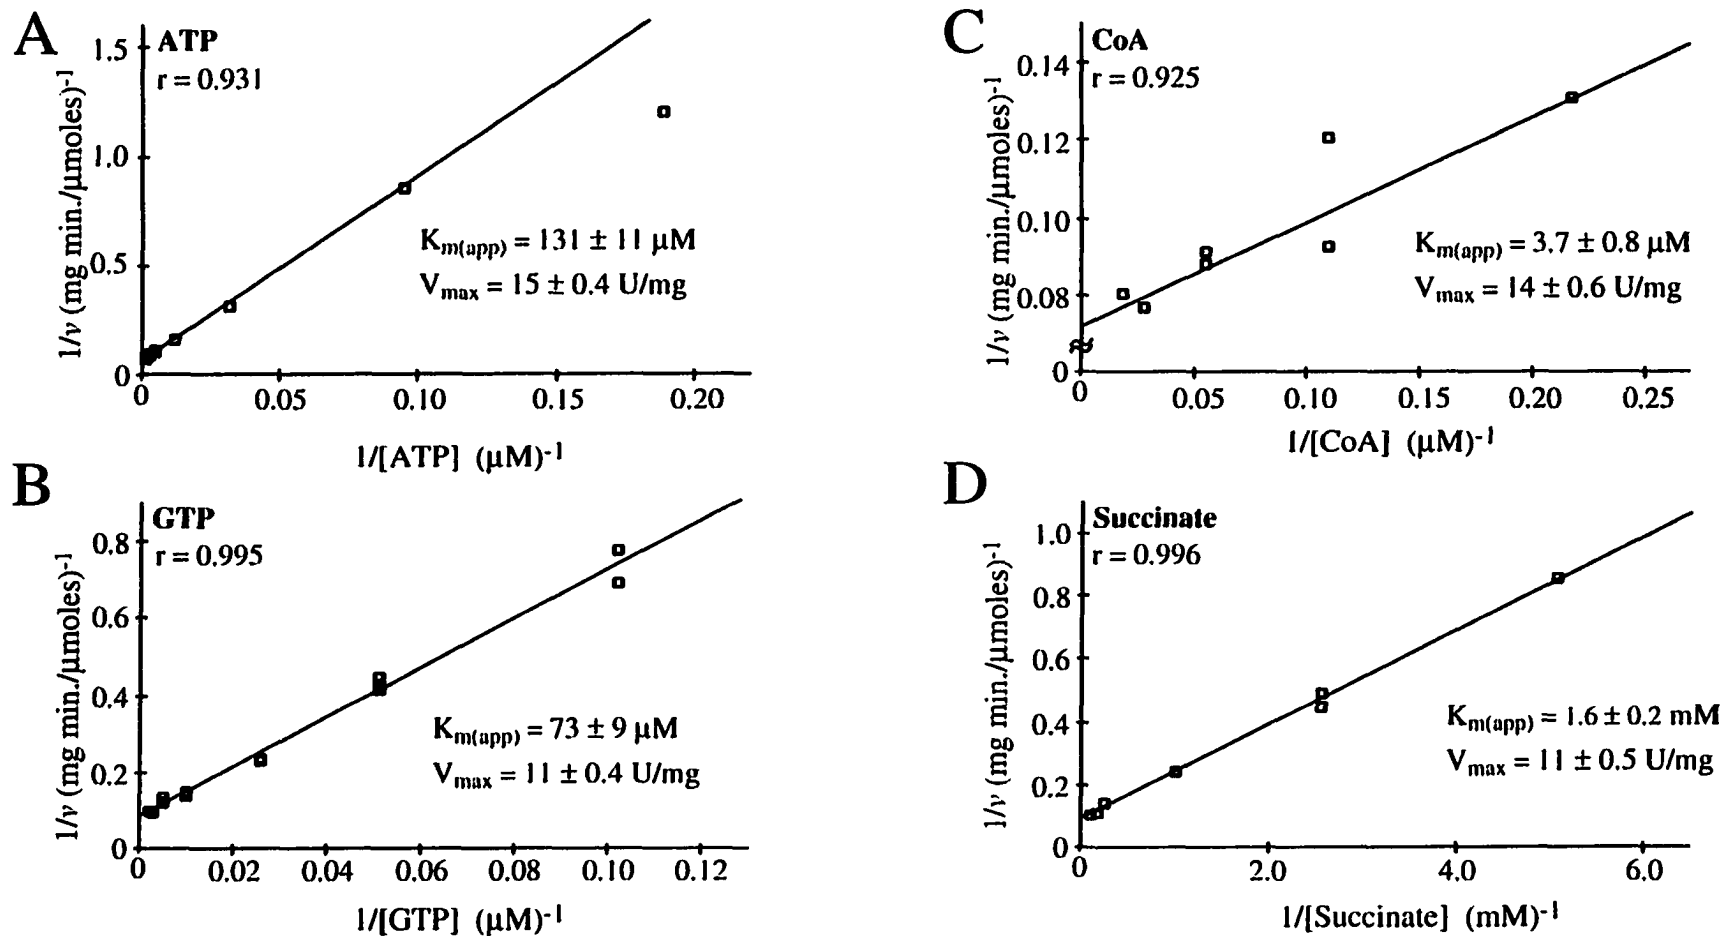 A
ATP
r = 0.931
1/v (mg min./μmoles)-1
1.5
1.0
0.5
0
Km(app) = 131 ± 11 μM
Vmax = 15 ± 0.4 U/mg
0 0.05 0.10 0.15 0.20
1/[ATP] (μM)-1
B
GTP
r = 0.995
1/v (mg min./μmoles)-1
0.8
0.6
0.4
0.2
0
Km(app) = 73 ± 9 μM
Vmax = 11 ± 0.4 U/mg
0 0.02 0.04 0.06 0.08 0.10 0.12
1/[GTP] (μM)-1
C
CoA
r = 0.925
1/v (mg min./μmoles)-1
0.14
0.12
0.10
0.08
0
Km(app) = 3.7 ± 0.8 μM
Vmax = 14 ± 0.6 U/mg
0 0.05 0.10 0.15 0.20 0.25
1/[CoA] (μM)-1
D
Succinate
r = 0.996
1/v (mg min./μmoles)-1
1.0
0.8
0.6
0.4
0.2
0
Km(app) = 1.6 ± 0.2 mM
Vmax = 11 ± 0.5 U/mg
0 2.0 4.0 6.0
1/[Succinate] (mM)-1